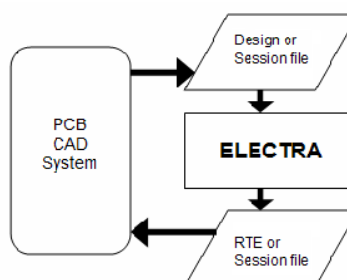 Design or
Session file
PCB
CAD
System
ELECTRA
RTE or
Session file